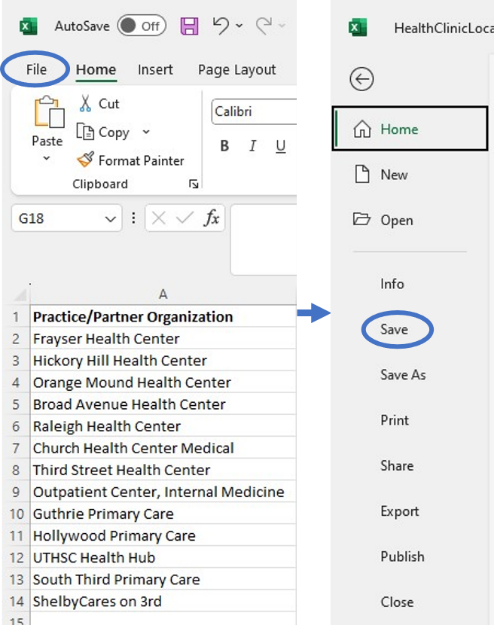 AutoSave Off
File Home Insert Page Layout
Paste
Cut
Copy
Format Painter
Clipboard
Calibri
B I U
G18 fx
A
1 Practice/Partner Organization
2 Frayser Health Center
3 Hickory Hill Health Center
4 Orange Mound Health Center
5 Broad Avenue Health Center
6 Raleigh Health Center
7 Church Health Center Medical
8 Third Street Health Center
9 Outpatient Center, Internal Medicine
10 Guthrie Primary Care
11 Hollywood Primary Care
12 UTHSC Health Hub
13 South Third Primary Care
14 ShelbyCares on 3rd
15
HealthClinicLoca
Home
New
Open
Info
Save
Save As
Print
Share
Export
Publish
Close